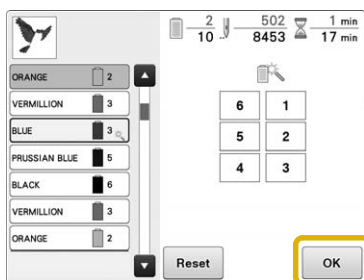 2 502 1 min
10 8453 17 min
ORANGE 2
VERMILLION 3
BLUE 3
PRUSSIAN BLUE 5
BLACK 6
VERMILLION 3
ORANGE 2
6 1
5 2
4 3
Reset OK